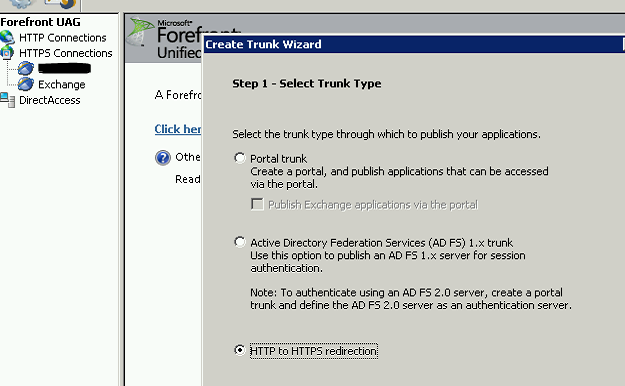 Forefront UAG
HTTP Connections
HTTPS Connections
Exchange
DirectAccess
Microsoft®
Forefront
Unified
A Forefro
Click her
Othe
Read
Create Trunk Wizard
Step 1 - Select Trunk Type
Select the trunk type through which to publish your applications.
Portal trunk
Create a portal, and publish applications that can be accessed
via the portal.
Publish Exchange applications via the portal
Active Directory Federation Services (AD FS) 1.x trunk
Use this option to publish an AD FS 1.x server for session
authentication.
Note: To authenticate using an AD FS 2.0 server, create a portal
trunk and define the AD FS 2.0 server as an authentication server.
HTTP to HTTPS redirection